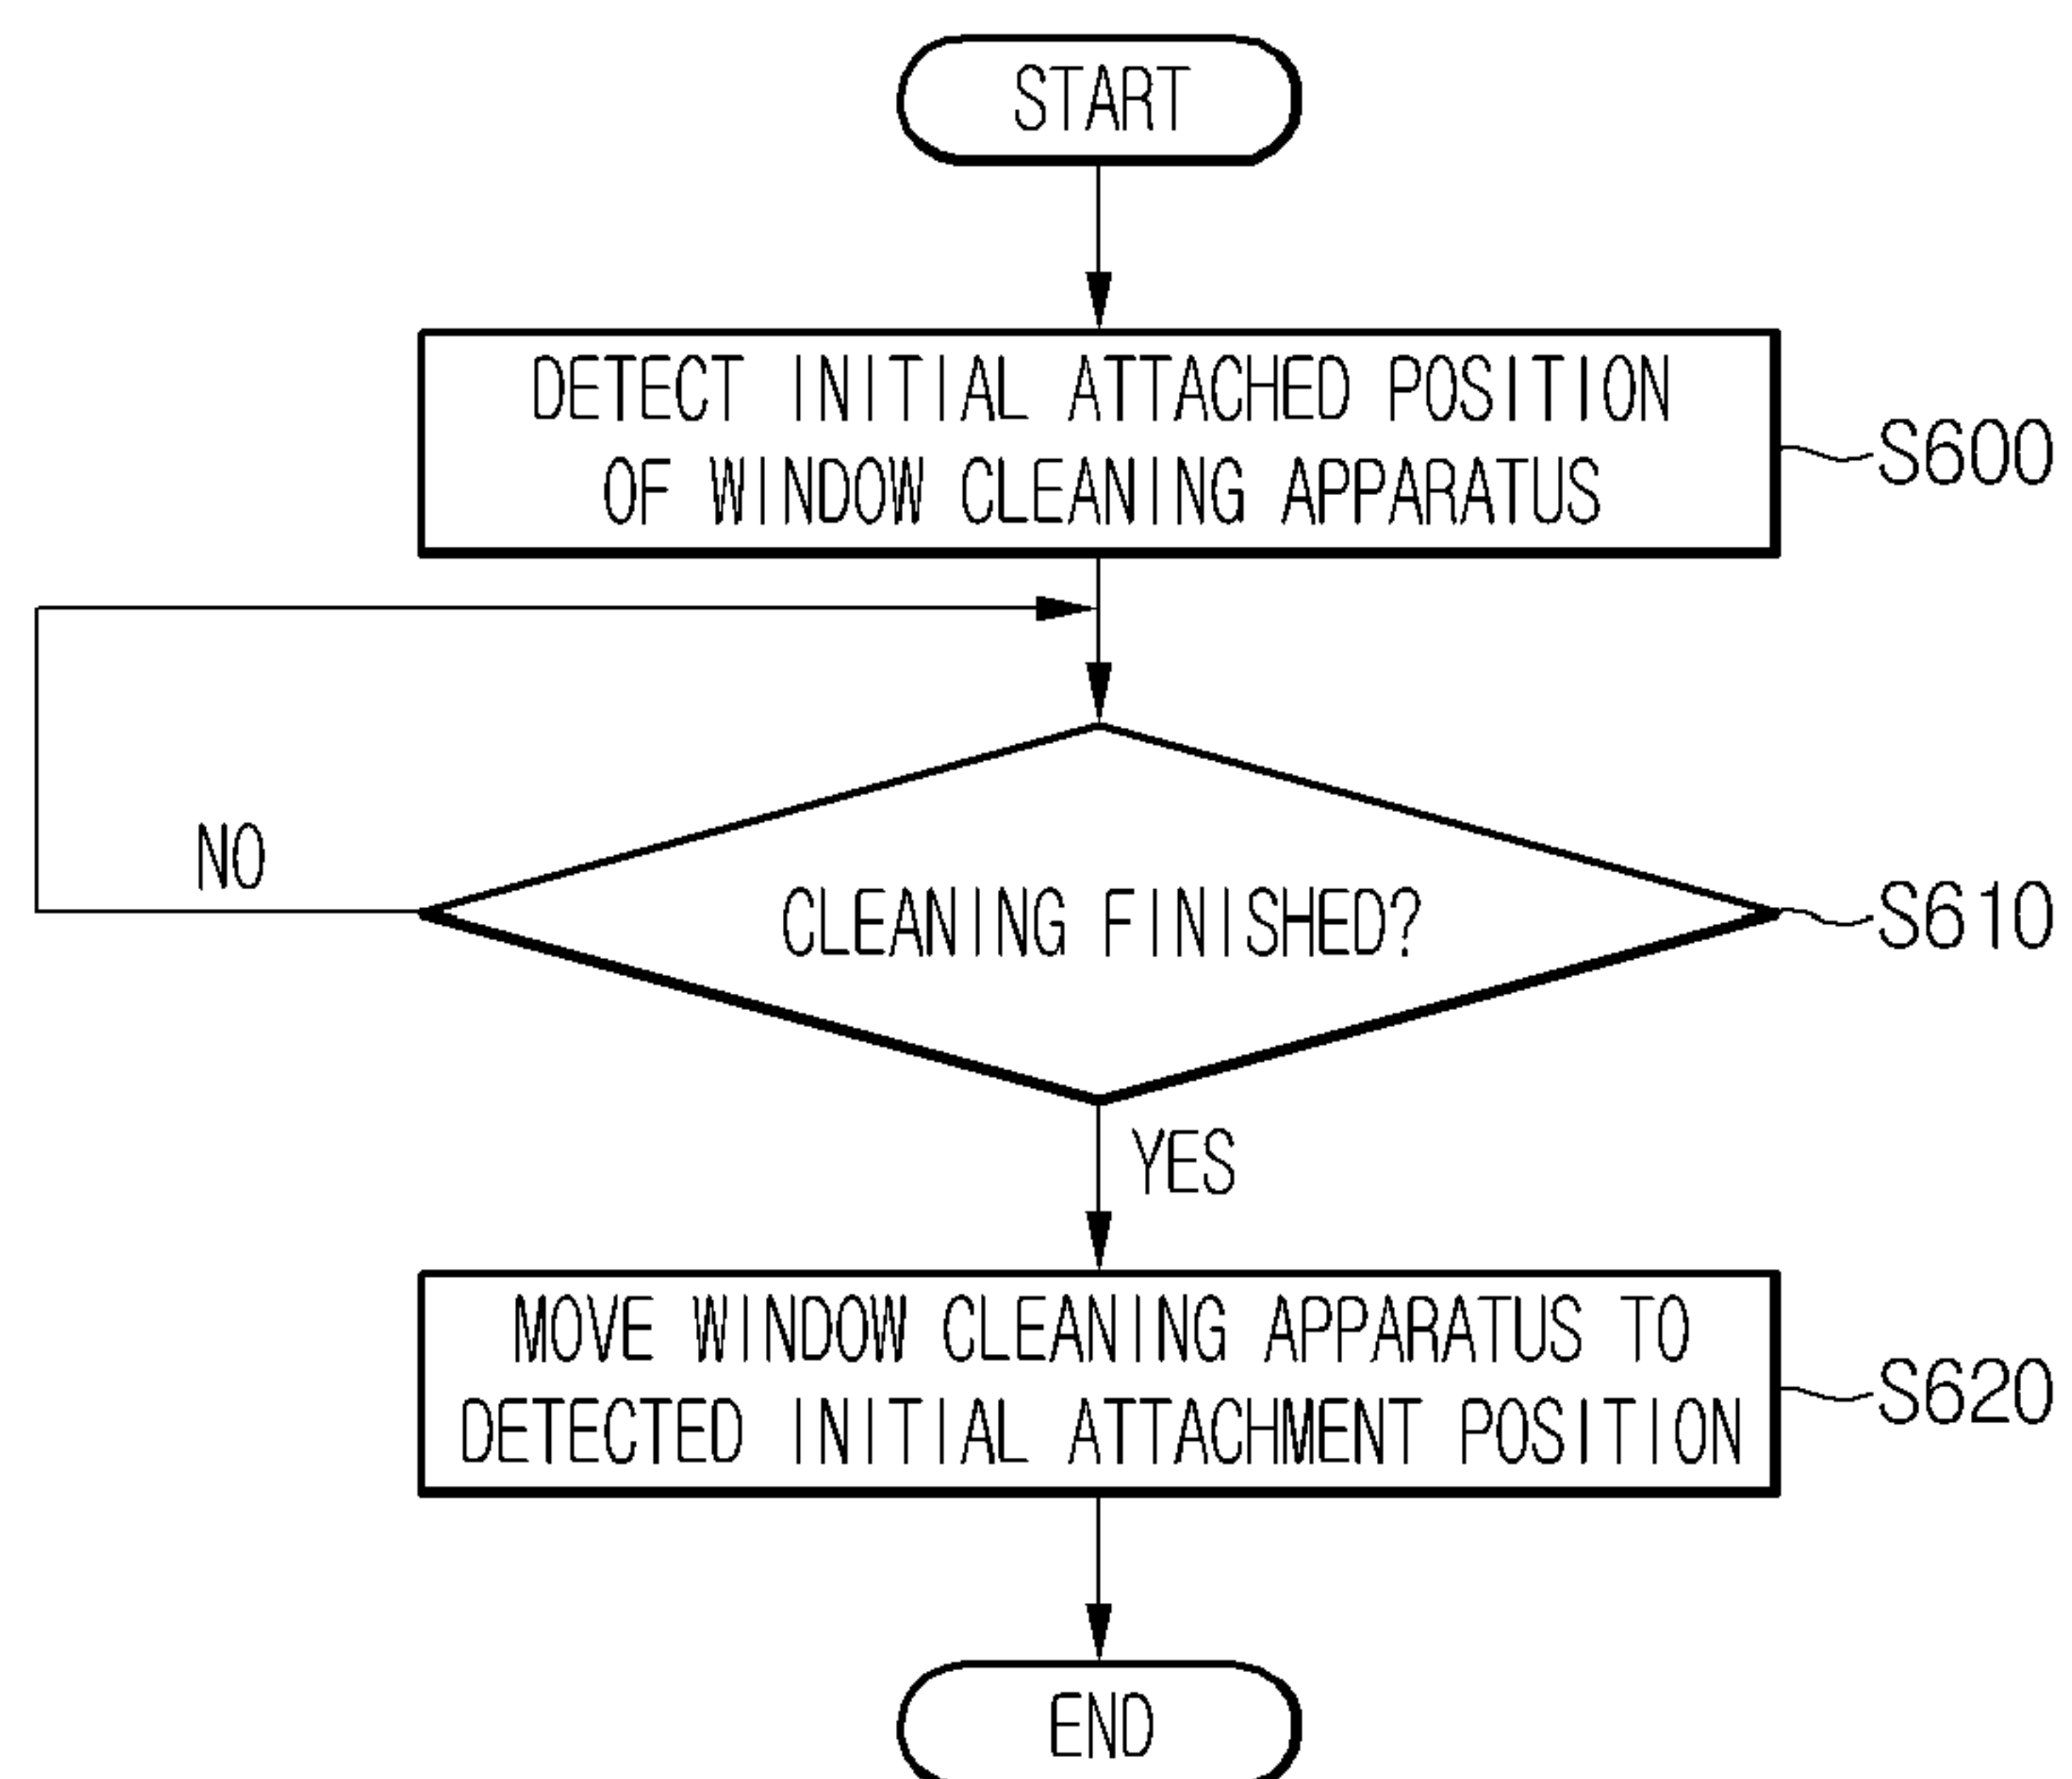 START
DETECT INITIAL ATTACHED POSITION
OF WINDOW CLEANING APPARATUS
S600
NO
CLEANING FINISHED?
S610
YES
MOVE WINDOW CLEANING APPARATUS TO
DETECTED INITIAL ATTACHMENT POSITION
S620
END